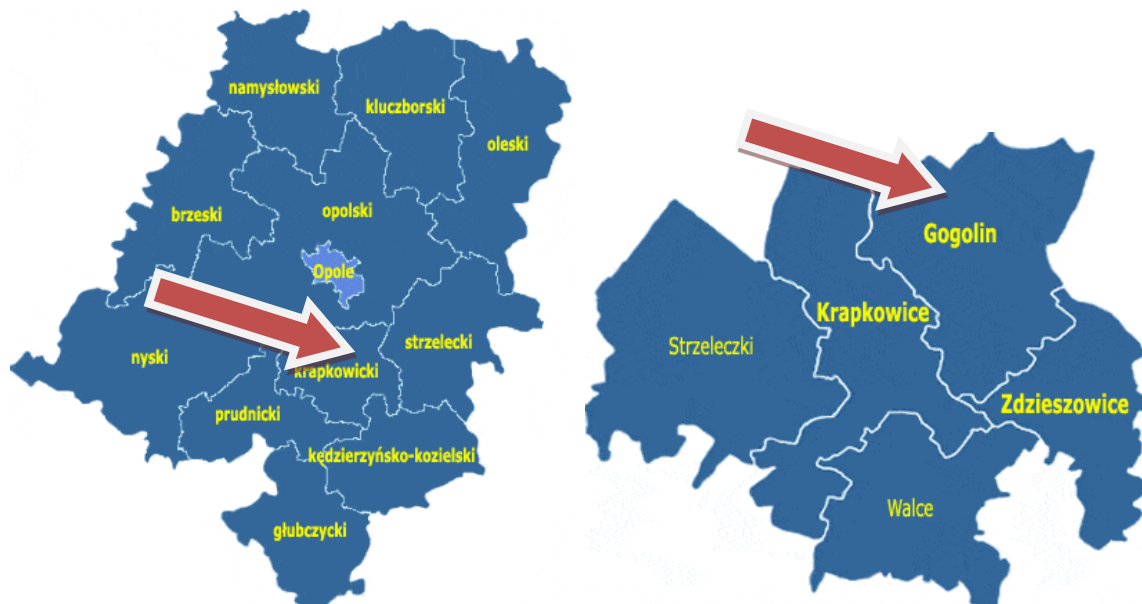 namysłowski
kluczborski
oleski
brzeski
opolski
Opole
strzelecki
nyski
krapkowicki
prudnicki
kędzierzyńsko-kozielski
głubczycki
Gogolin
Krapkowice
Strzeleczki
Zdzieszowice
Walce